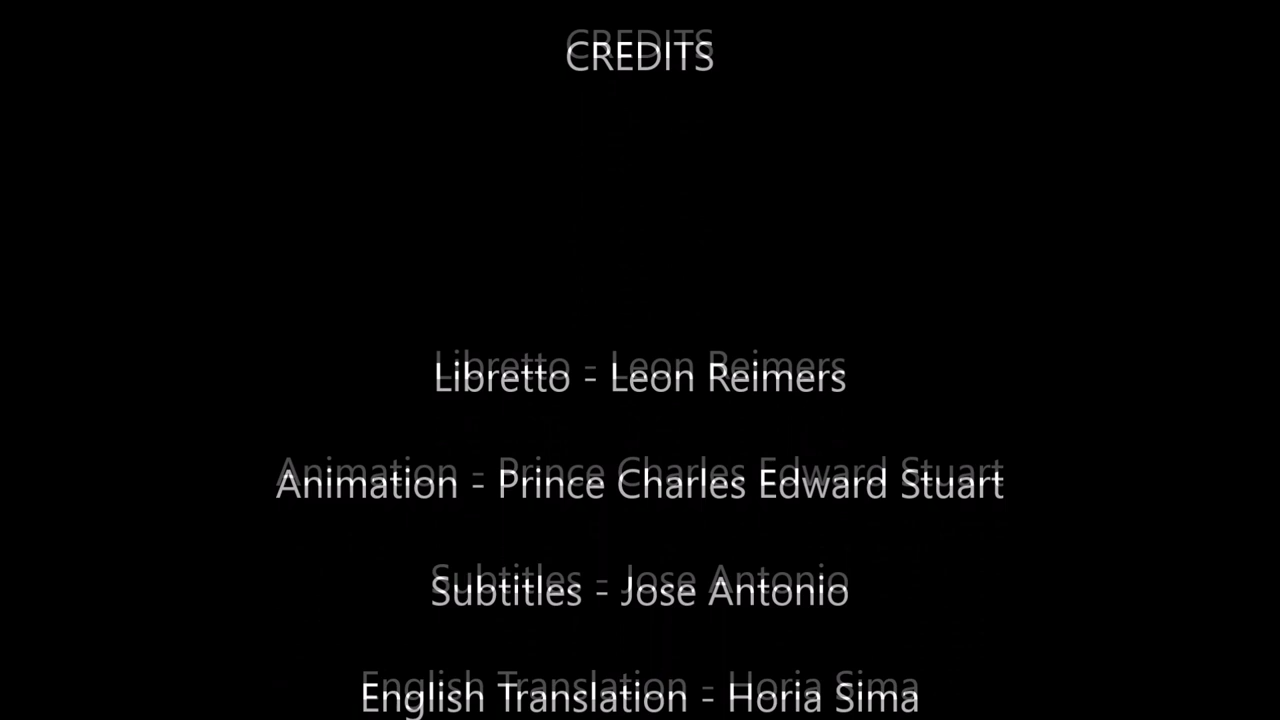 CREDITS
Libretto - Leon Reimers
Animation - Prince Charles Edward Stuart
Subtitles - Jose Antonio
English Translation - Horia Sima